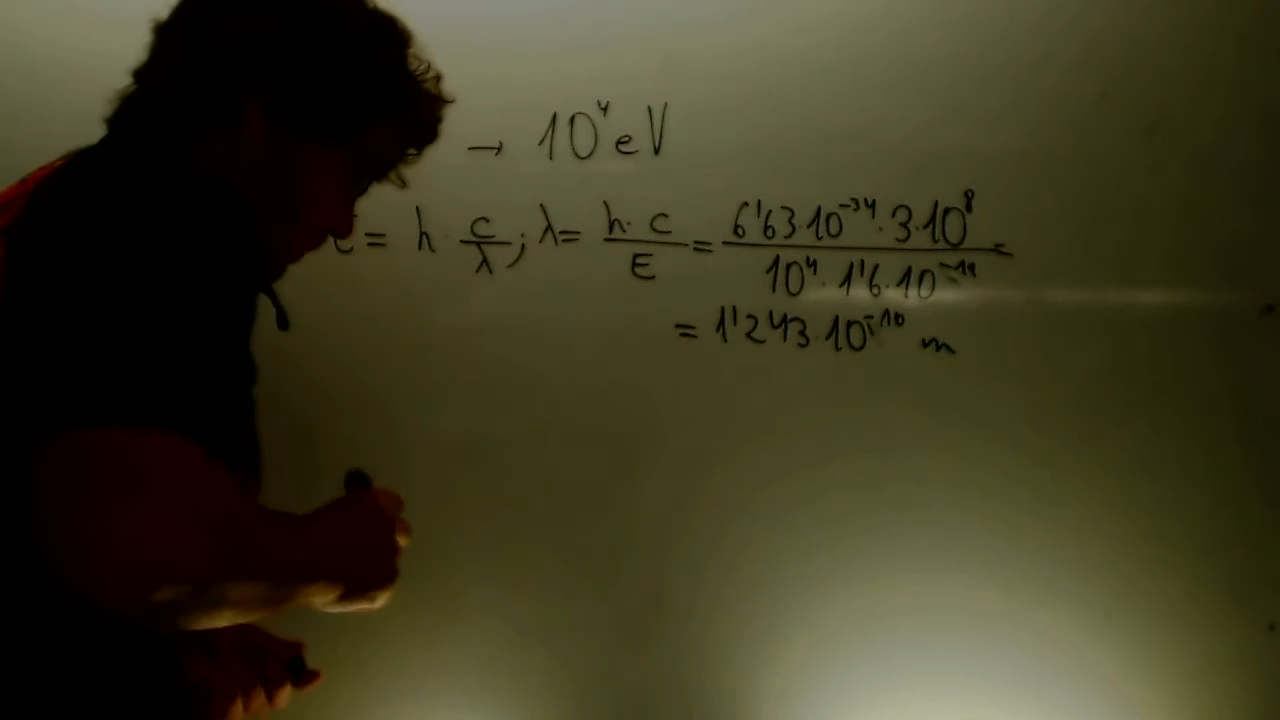 → 10⁴ eV
E = h · c/λ ; λ = h · c / E = 6'63·10⁻³⁴ · 3·10⁸ / 10⁴ · 1'6·10⁻¹⁹ =
= 1'243·10⁻¹⁰ m